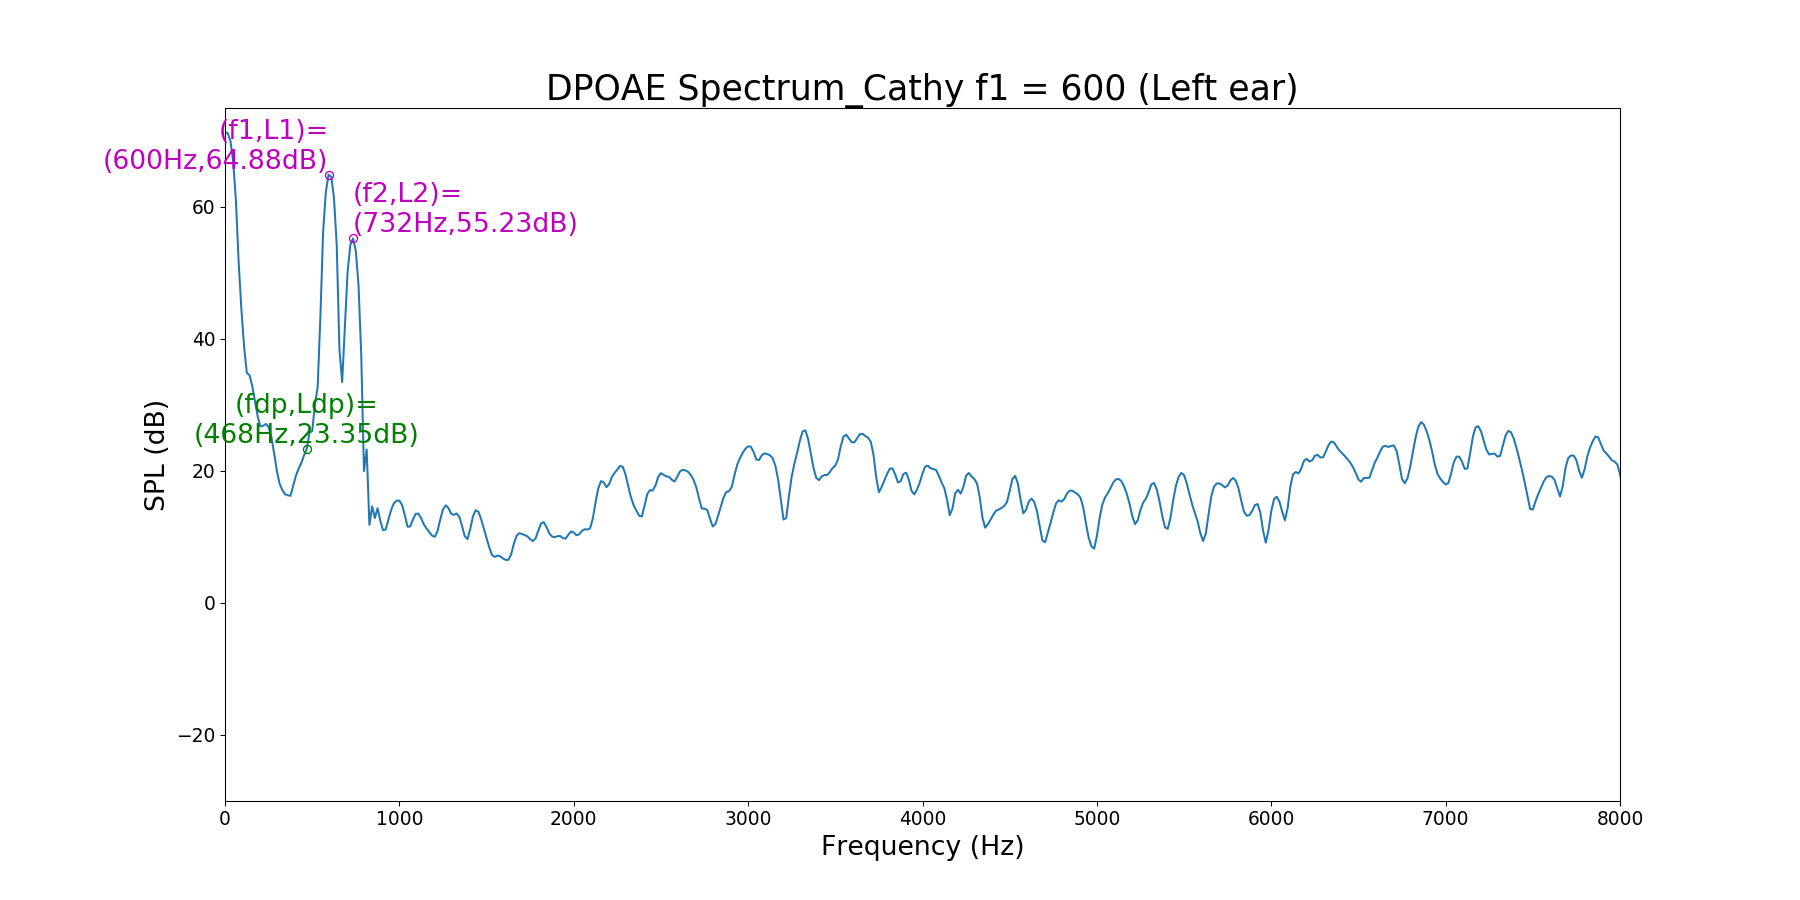 DPOAE Spectrum_Cathy f1 = 600 (Left ear)
(f1,L1)=
(600Hz,64.88dB)
(f2,L2)=
(732Hz,55.23dB)
(fdp,Ldp)=
(468Hz,23.35dB)
SPL (dB)
60
40
20
0
−20
0 1000 2000 3000 4000 5000 6000 7000 8000
Frequency (Hz)